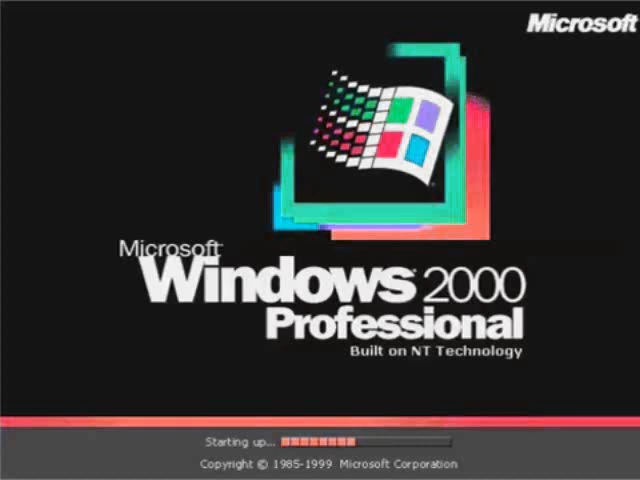 Microsoft
Microsoft
Windows 2000
Professional
Built on NT Technology
Starting up...
Copyright © 1985-1999 Microsoft Corporation